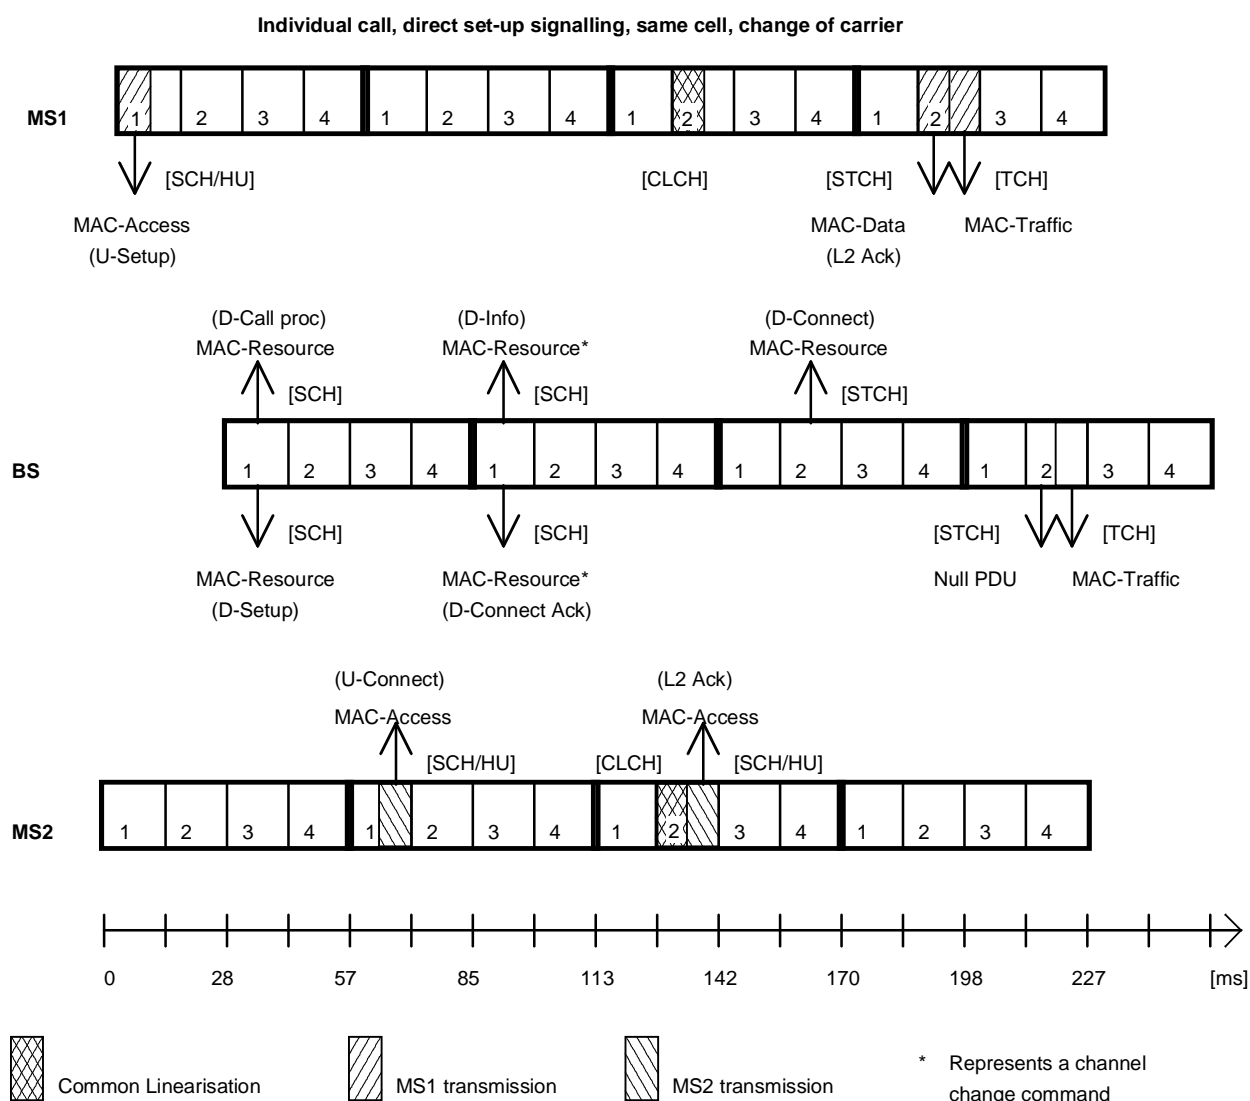 Individual call, direct set-up signalling, same cell, change of carrier
MS1
1 2 3 4 1 2 3 4 1 2 3 4 1 2 3 4
[SCH/HU] [CLCH] [STCH] [TCH]
MAC-Access MAC-Data MAC-Traffic
(U-Setup) (L2 Ack)
(D-Call proc) (D-Info) (D-Connect)
MAC-Resource MAC-Resource* MAC-Resource
[SCH] [SCH] [STCH]
BS
1 2 3 4 1 2 3 4 1 2 3 4 1 2 3 4
[SCH] [SCH] [STCH] [TCH]
MAC-Resource MAC-Resource* Null PDU MAC-Traffic
(D-Setup) (D-Connect Ack)
(U-Connect) (L2 Ack)
MAC-Access MAC-Access
[SCH/HU] [CLCH] [SCH/HU]
MS2
1 2 3 4 1 2 3 4 1 2 3 4 1 2 3 4
0 28 57 85 113 142 170 198 227 [ms]
Common Linearisation MS1 transmission MS2 transmission
* Represents a channel
change command